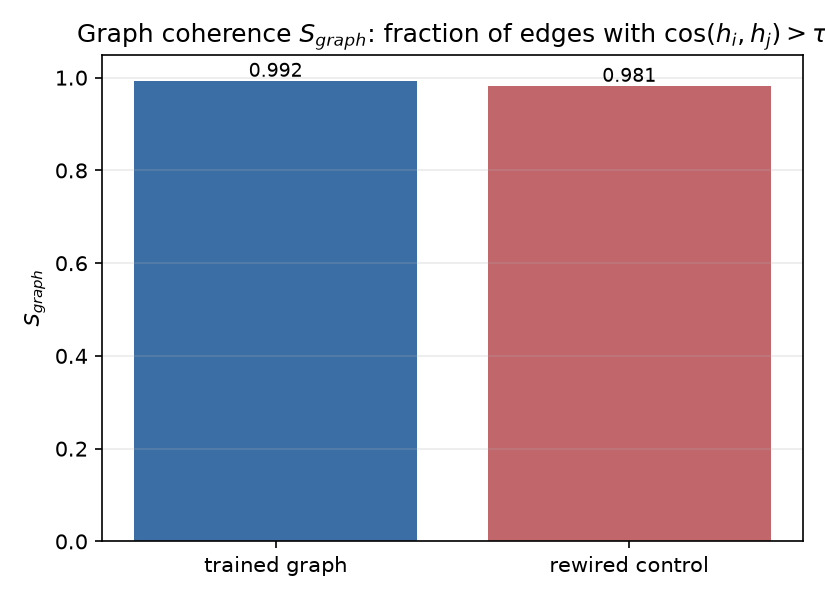 Graph coherence S_graph: fraction of edges with cos(h_i, h_j) > τ
0.992
0.981
1.0
0.8
0.6
0.4
0.2
0.0
S_graph
trained graph
rewired control